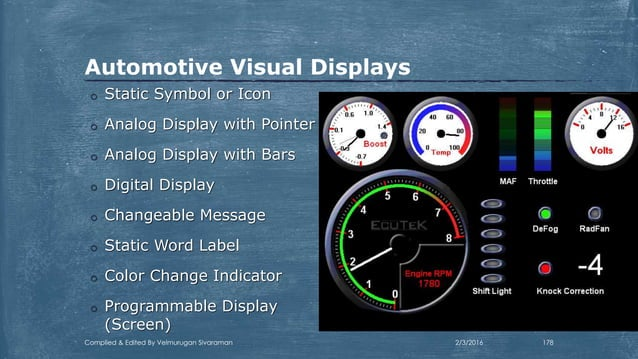 Automotive Visual Displays
Static Symbol or Icon
Analog Display with Pointer
Analog Display with Bars
Digital Display
Changeable Message
Static Word Label
Color Change Indicator
Programmable Display
(Screen)
0.6 1.0
0.1 1.4
-0.3
-0.7
Boost
40 60
20 80
0 100
Temp
MAF Throttle
4 8 12
0 16
Volts
ECUTEK
0 1 2 3 4 5 6 7 8
Engine RPM
1780
Shift Light
DeFog RadFan
-4
Knock Correction
Complied & Edited By Velmurugan Sivaraman
2/3/2016
178